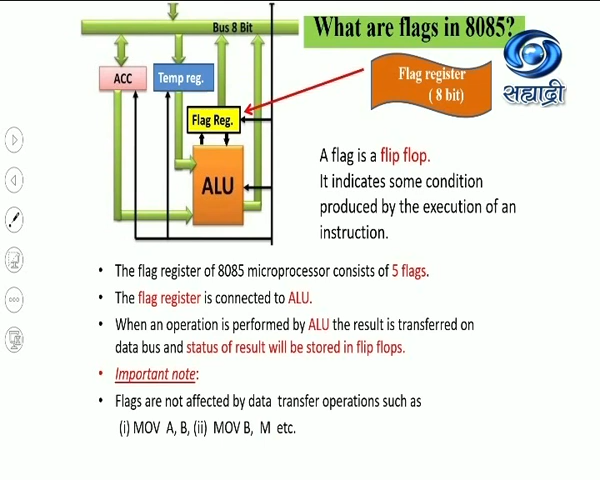 Bus 8 Bit
What are flags in 8085?
ACC
Temp reg.
Flag register
( 8 bit)
सह्याद्री
Flag Reg.
ALU
A flag is a flip flop.
It indicates some condition
produced by the execution of an
instruction.
• The flag register of 8085 microprocessor consists of 5 flags.
• The flag register is connected to ALU.
• When an operation is performed by ALU the result is transferred on
data bus and status of result will be stored in flip flops.
• Important note:
• Flags are not affected by data transfer operations such as
(i) MOV A, B, (ii) MOV B, M etc.